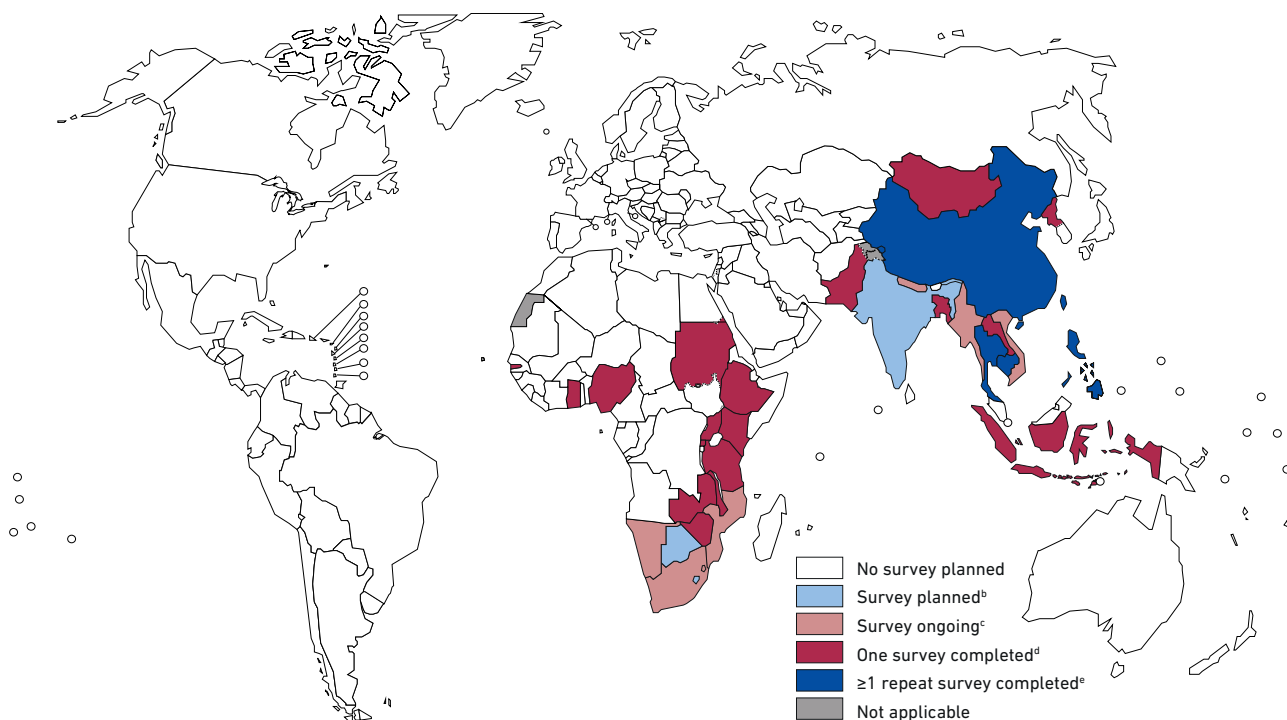 No survey planned
Survey plannedᵇ
Survey ongoingᶜ
One survey completedᵈ
≥1 repeat survey completedᵉ
Not applicable